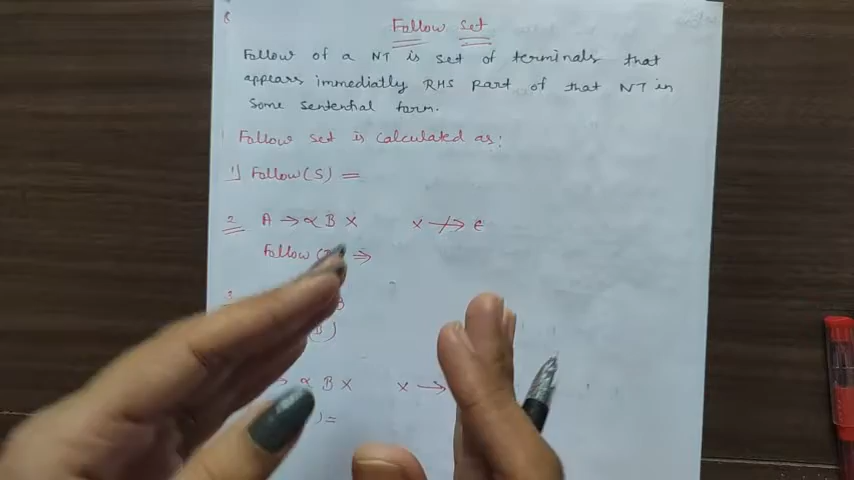 Follow set
Follow of a NT is set of terminals that
appears immediatly RHS part of that NT in
some sentential form.
Follow set is calculated as:
1) Follow(S) =
2 A → α B X X ↛ ε
Follow ( ⇒
3 B
B)
→ α B X X →
) =